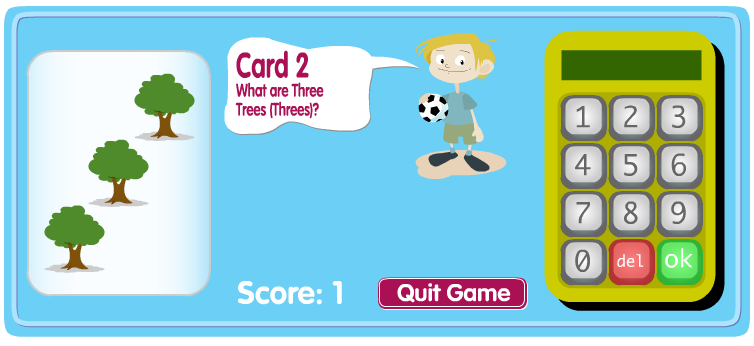 Card 2
What are Three
Trees (Threes)?
1 2 3
4 5 6
7 8 9
0 del ok
Score: 1
Quit Game